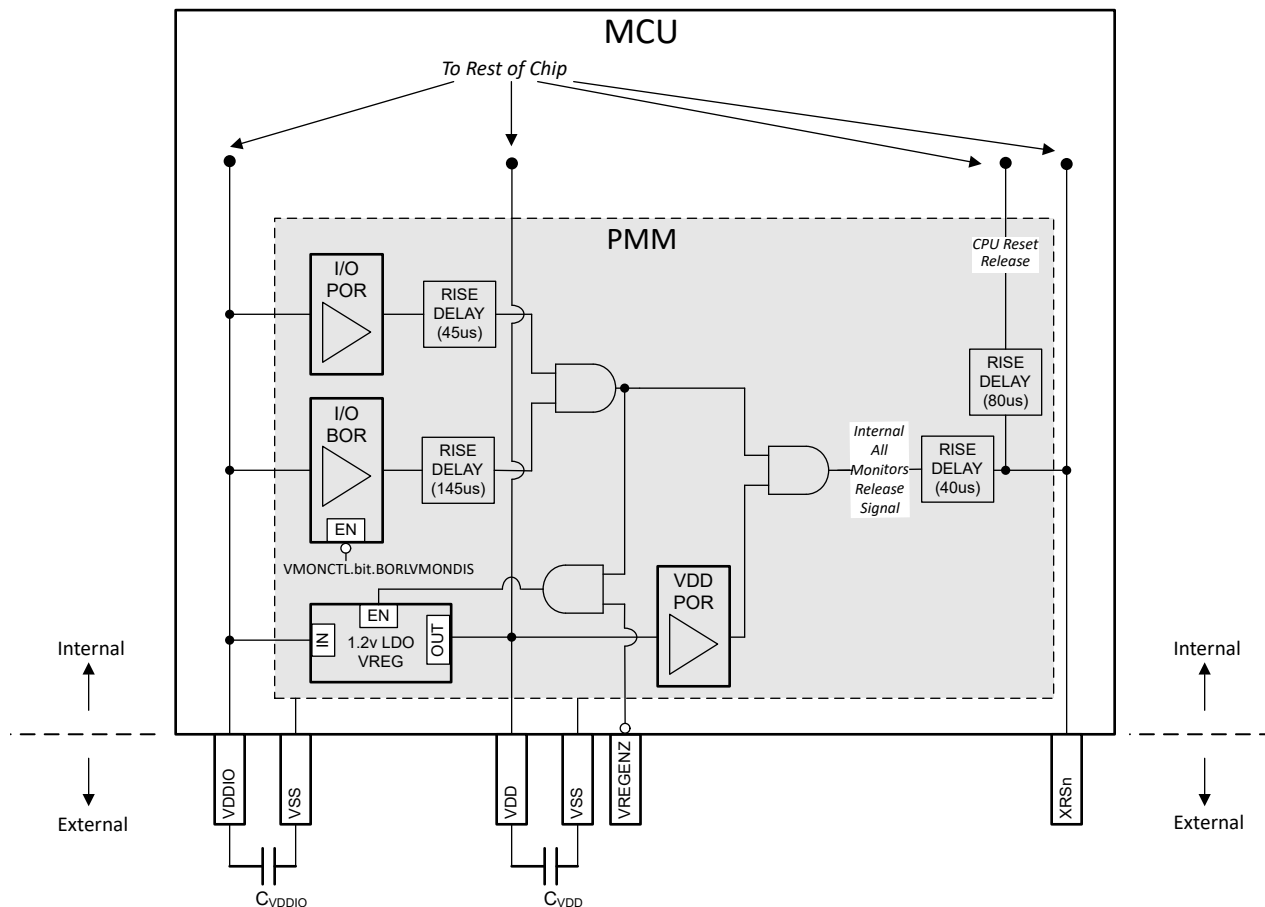 MCU
To Rest of Chip
PMM
I/O
POR
RISE
DELAY
(45us)
CPU Reset
Release
RISE
DELAY
(80us)
I/O
BOR
RISE
DELAY
(145us)
Internal
All
Monitors
Release
Signal
RISE
DELAY
(40us)
EN
VMONCTL.bit.BORLVMONDIS
EN
IN
1.2v LDO
VREG
OUT
VDD
POR
Internal
Internal
VDDIO
VSS
VDD
VSS
VREGENZ
XRSn
External
External
CVDDIO
CVDD